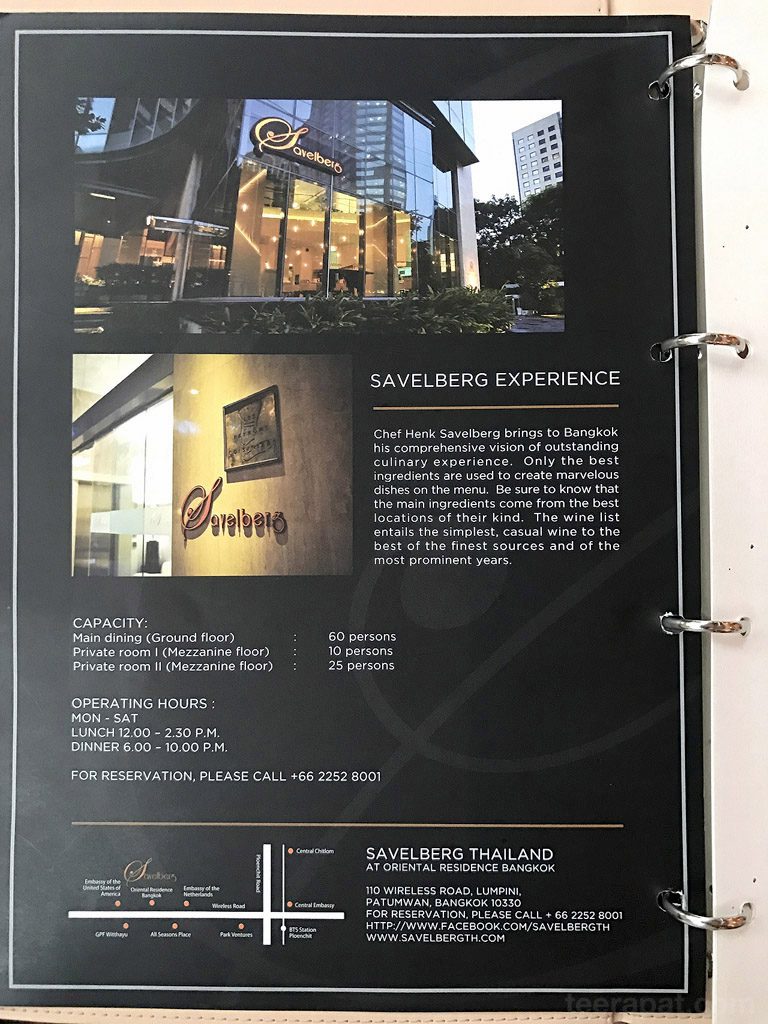 Savelberg
SAVELBERG EXPERIENCE
Chef Henk Savelberg brings to Bangkok
his comprehensive vision of outstanding
culinary experience. Only the best
ingredients are used to create marvelous
dishes on the menu. Be sure to know that
the main ingredients come from the best
locations of their kind. The wine list
entails the simplest, casual wine to the
best of the finest sources and of the
most prominent years.
Savelberg
CAPACITY:
Main dining (Ground floor) : 60 persons
Private room I (Mezzanine floor) : 10 persons
Private room II (Mezzanine floor) : 25 persons
OPERATING HOURS :
MON - SAT
LUNCH 12.00 – 2.30 P.M.
DINNER 6.00 – 10.00 P.M.
FOR RESERVATION, PLEASE CALL +66 2252 8001
Savelberg
Embassy of the
United States of
America
Oriental Residence
Bangkok
Embassy of the
Netherlands
Wireless Road
Ploenchit Road
Central Chitlom
Central Embassy
GPF Witthayu
All Seasons Place
Park Ventures
BTS Station
Ploenchit
SAVELBERG THAILAND
AT ORIENTAL RESIDENCE BANGKOK
110 WIRELESS ROAD, LUMPINI,
PATUMWAN, BANGKOK 10330
FOR RESERVATION, PLEASE CALL + 66 2252 8001
HTTP://WWW.FACEBOOK.COM/SAVELBERGTH
WWW.SAVELBERGTH.COM
teerapat.com